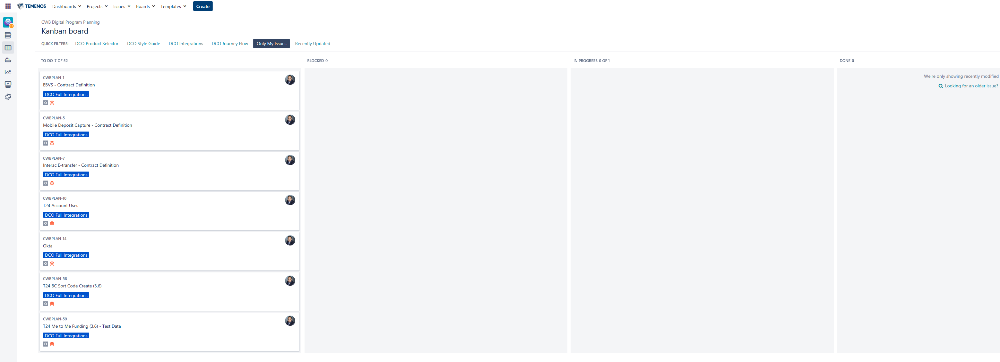 TEMENOS Dashboards Projects Issues Boards Templates Create
CWB Digital Program Planning
Kanban board
QUICK FILTERS: DCO Product Selector DCO Style Guide DCO Integrations DCO Journey Flow Only My Issues Recently Updated
TO DO 7 OF 52 BLOCKED 0 IN PROGRESS 0 OF 1 DONE 0
We're only showing recently modified
Looking for an older issue?
CWBPLAN-1
EBVS - Contract Definition
DCO Full Integrations
CWBPLAN-5
Mobile Deposit Capture - Contract Definition
DCO Full Integrations
CWBPLAN-7
Interac E-transfer - Contract Definition
DCO Full Integrations
CWBPLAN-10
T24 Account Uses
DCO Full Integrations
CWBPLAN-14
Okta
DCO Full Integrations
CWBPLAN-58
T24 BC Sort Code Create (3.6)
DCO Full Integrations
CWBPLAN-59
T24 Me to Me Funding (3.6) - Test Data
DCO Full Integrations